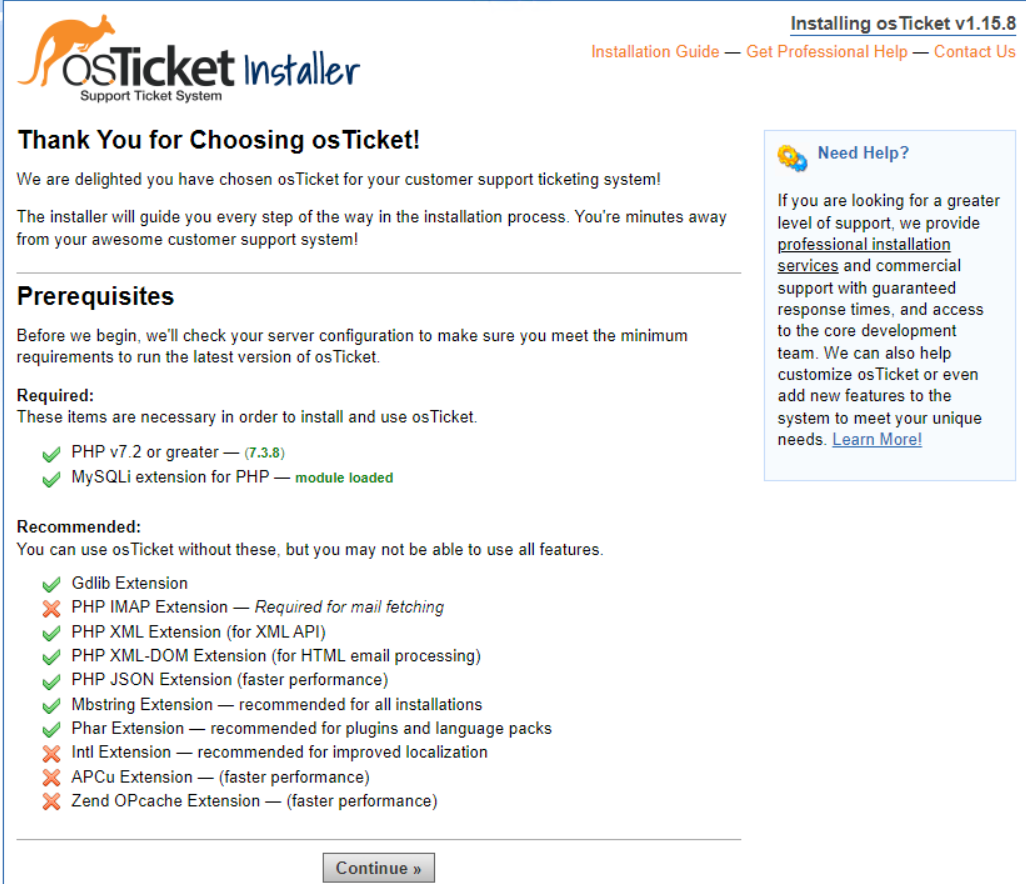 osTicket Installer
Support Ticket System
Installing osTicket v1.15.8
Installation Guide — Get Professional Help — Contact Us
Thank You for Choosing osTicket!
We are delighted you have chosen osTicket for your customer support ticketing system!
The installer will guide you every step of the way in the installation process. You're minutes away
from your awesome customer support system!
Prerequisites
Before we begin, we'll check your server configuration to make sure you meet the minimum
requirements to run the latest version of osTicket.
Required:
These items are necessary in order to install and use osTicket.
PHP v7.2 or greater — (7.3.8)
MySQLi extension for PHP — module loaded
Recommended:
You can use osTicket without these, but you may not be able to use all features.
Gdlib Extension
PHP IMAP Extension — Required for mail fetching
PHP XML Extension (for XML API)
PHP XML-DOM Extension (for HTML email processing)
PHP JSON Extension (faster performance)
Mbstring Extension — recommended for all installations
Phar Extension — recommended for plugins and language packs
Intl Extension — recommended for improved localization
APCu Extension — (faster performance)
Zend OPcache Extension — (faster performance)
Continue »
Need Help?
If you are looking for a greater
level of support, we provide
professional installation
services and commercial
support with guaranteed
response times, and access
to the core development
team. We can also help
customize osTicket or even
add new features to the
system to meet your unique
needs. Learn More!